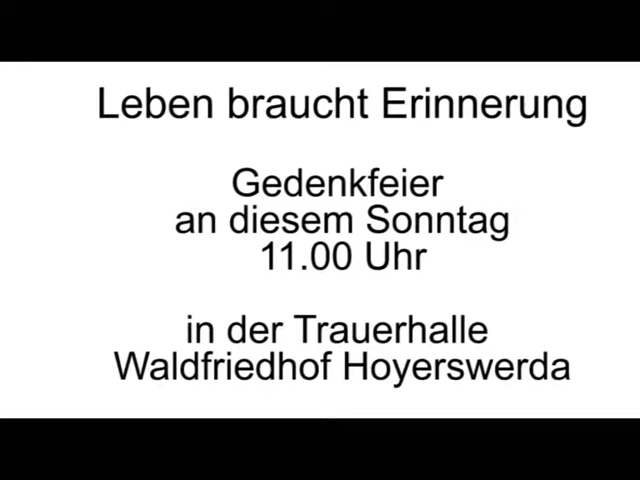 Leben braucht Erinnerung
Gedenkfeier
an diesem Sonntag
11.00 Uhr
in der Trauerhalle
Waldfriedhof Hoyerswerda